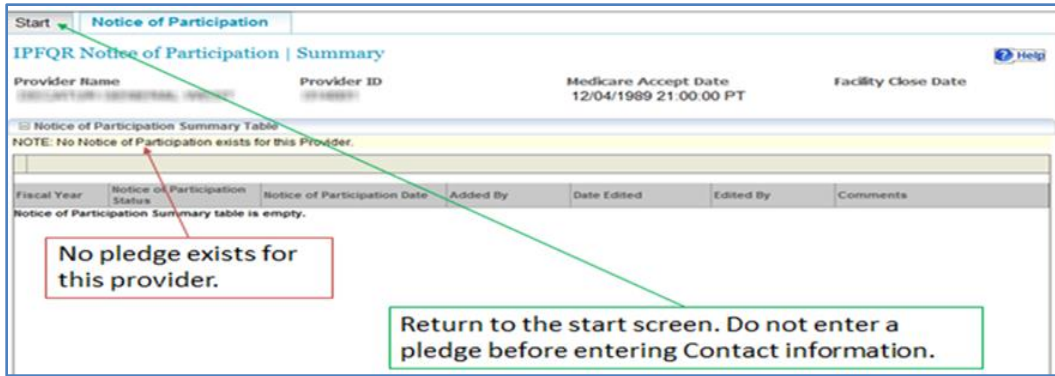 Start Notice of Participation
IPFQR Notice of Participation | Summary
Help
Provider Name Provider ID Medicare Accept Date Facility Close Date
12/04/1989 21:00:00 PT
Notice of Participation Summary Table
NOTE: No Notice of Participation exists for this Provider.
Fiscal Year Notice of Participation Status Notice of Participation Date Added By Date Edited Edited By Comments
Notice of Participation Summary table is empty.
No pledge exists for
this provider.
Return to the start screen. Do not enter a
pledge before entering Contact information.